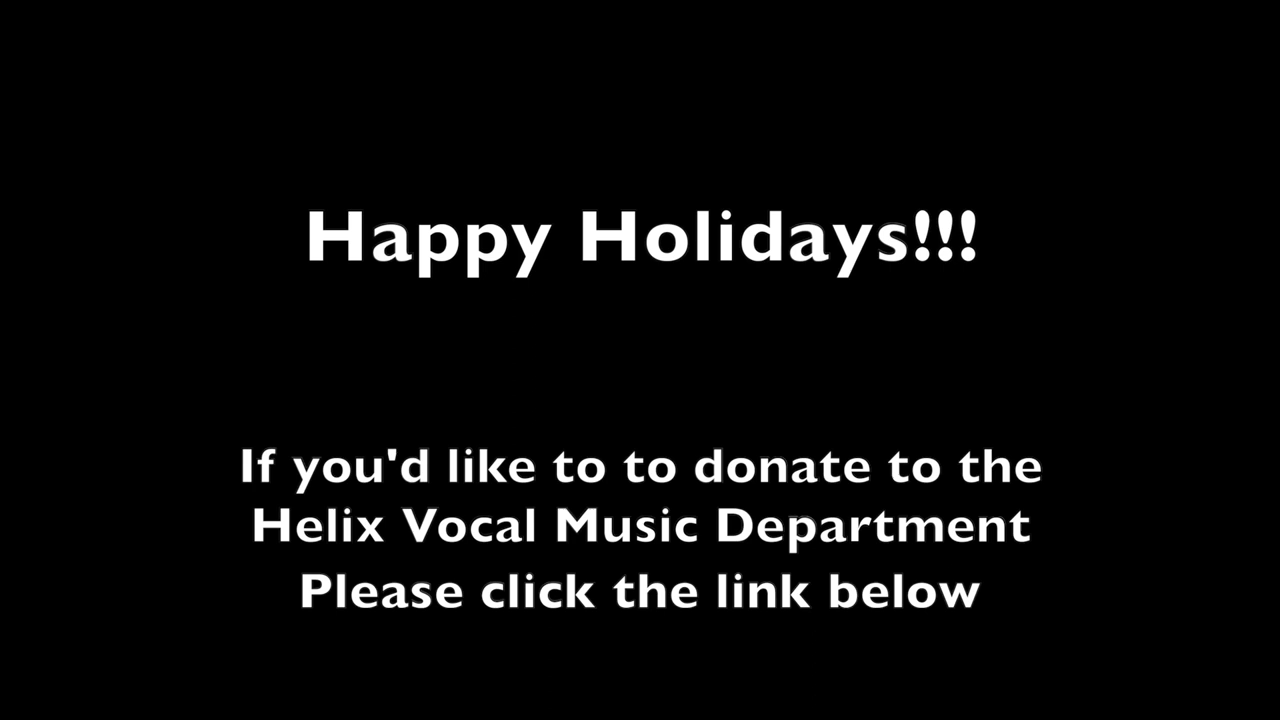 Happy Holidays!!!
If you'd like to to donate to the
Helix Vocal Music Department
Please click the link below